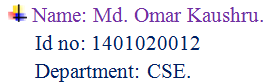 Name: Md. Omar Kaushru.
Id no: 1401020012
Department: CSE.